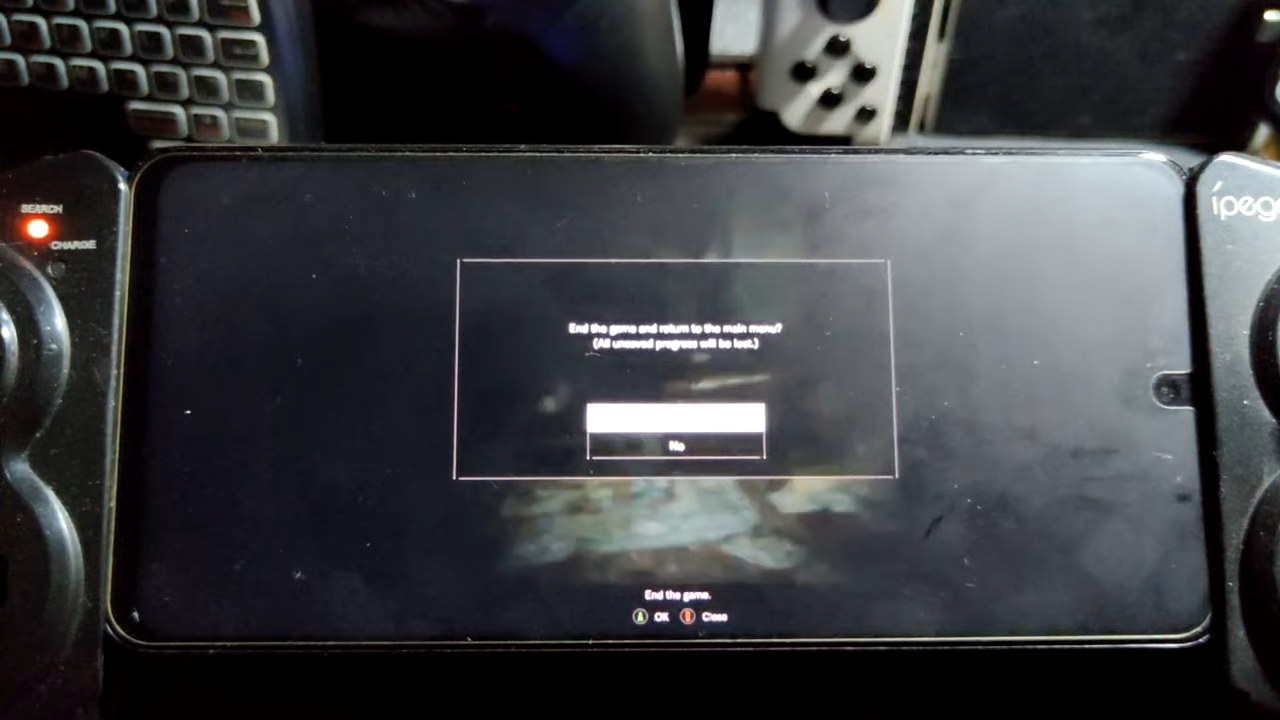 SEARCH
CHARGE
ípeg
End the game and return to the main menu?
(All unsaved progress will be lost.)
No
End the game.
A OK B Close